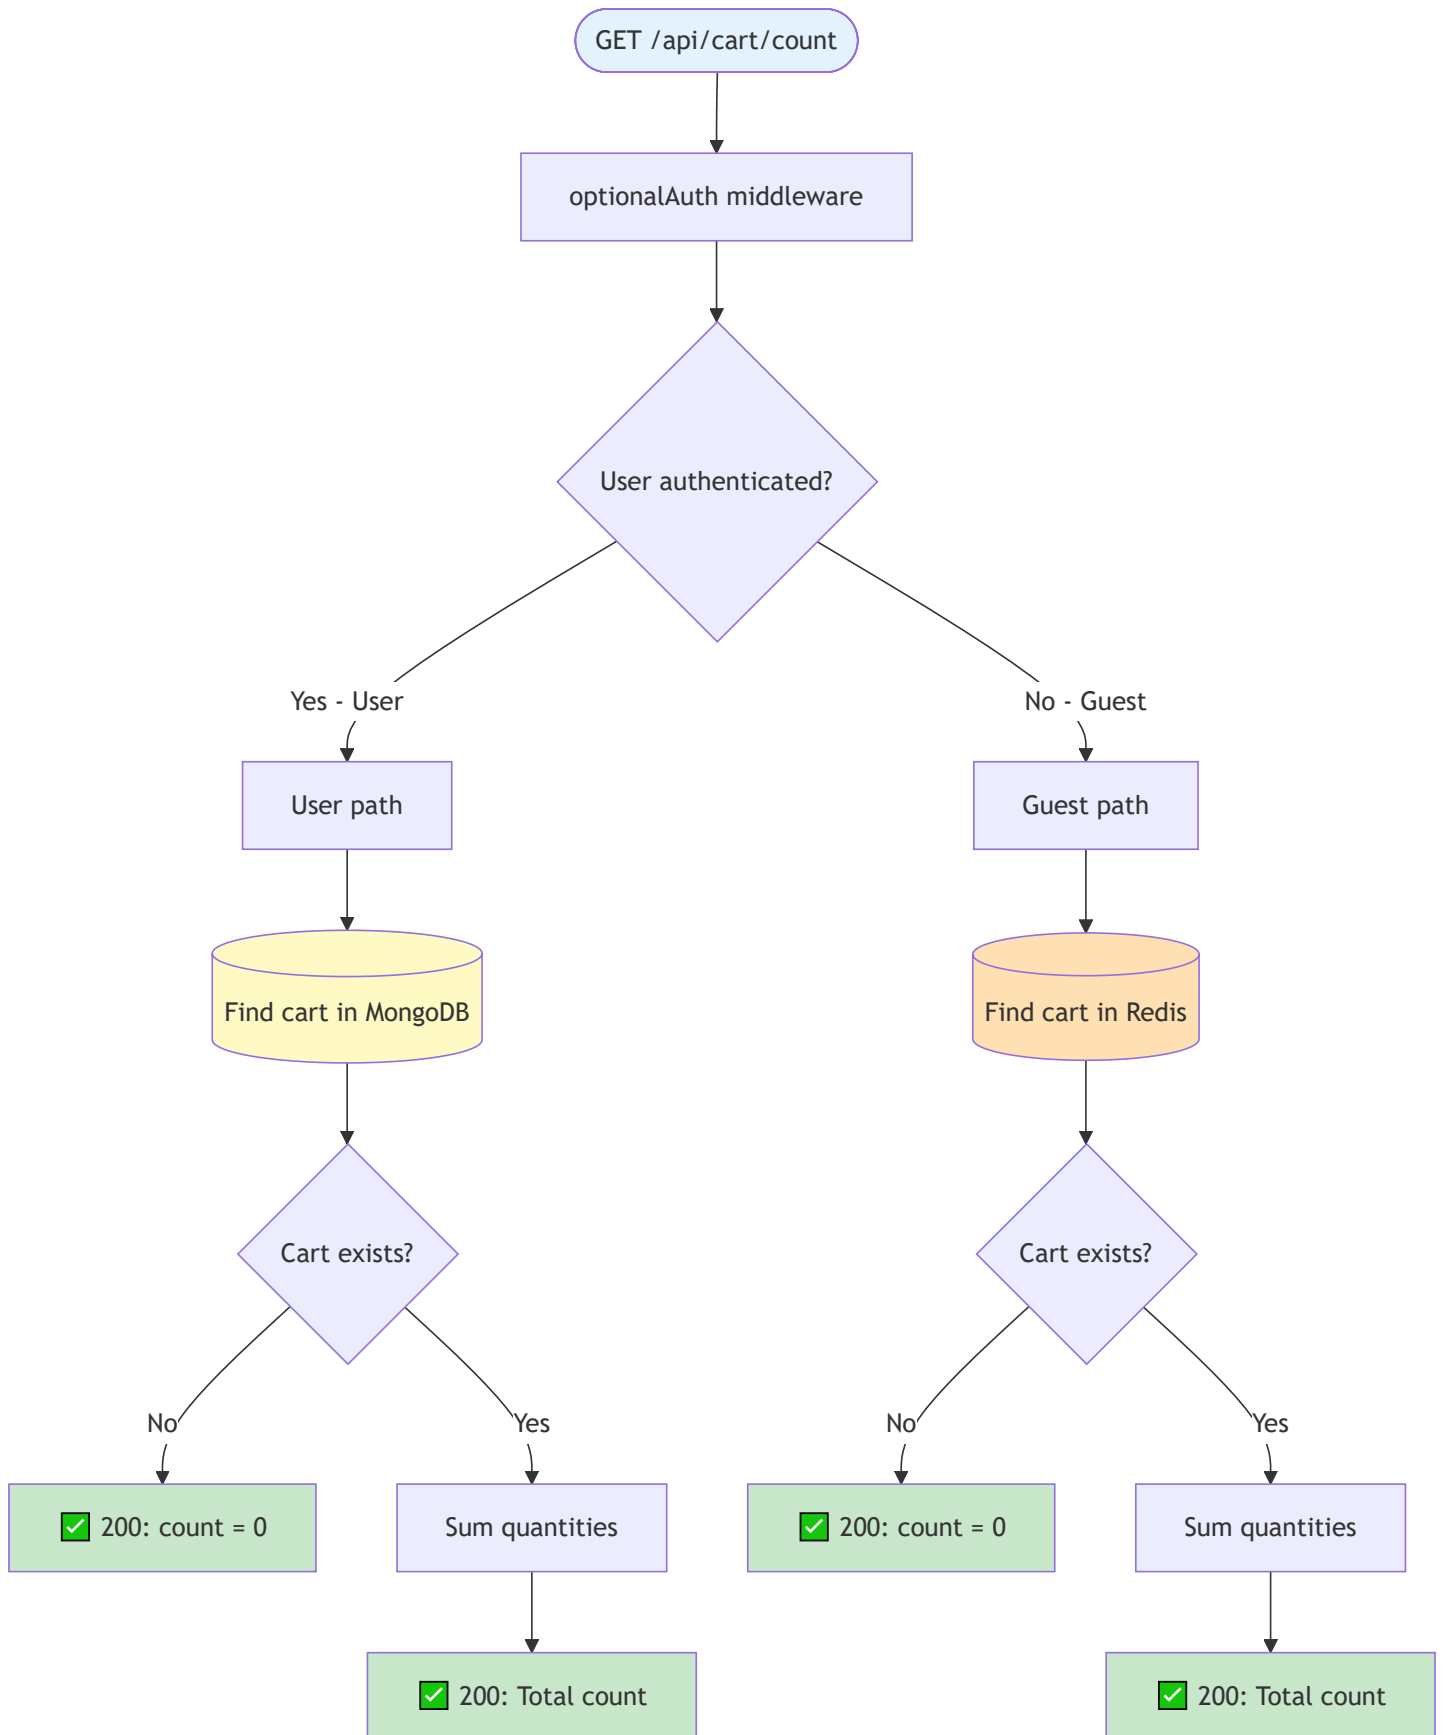 GET /api/cart/count
optionalAuth middleware
User authenticated?
Yes - User
No - Guest
User path
Guest path
Find cart in MongoDB
Find cart in Redis
Cart exists?
Cart exists?
No
Yes
No
Yes
✅ 200: count = 0
Sum quantities
✅ 200: count = 0
Sum quantities
✅ 200: Total count
✅ 200: Total count